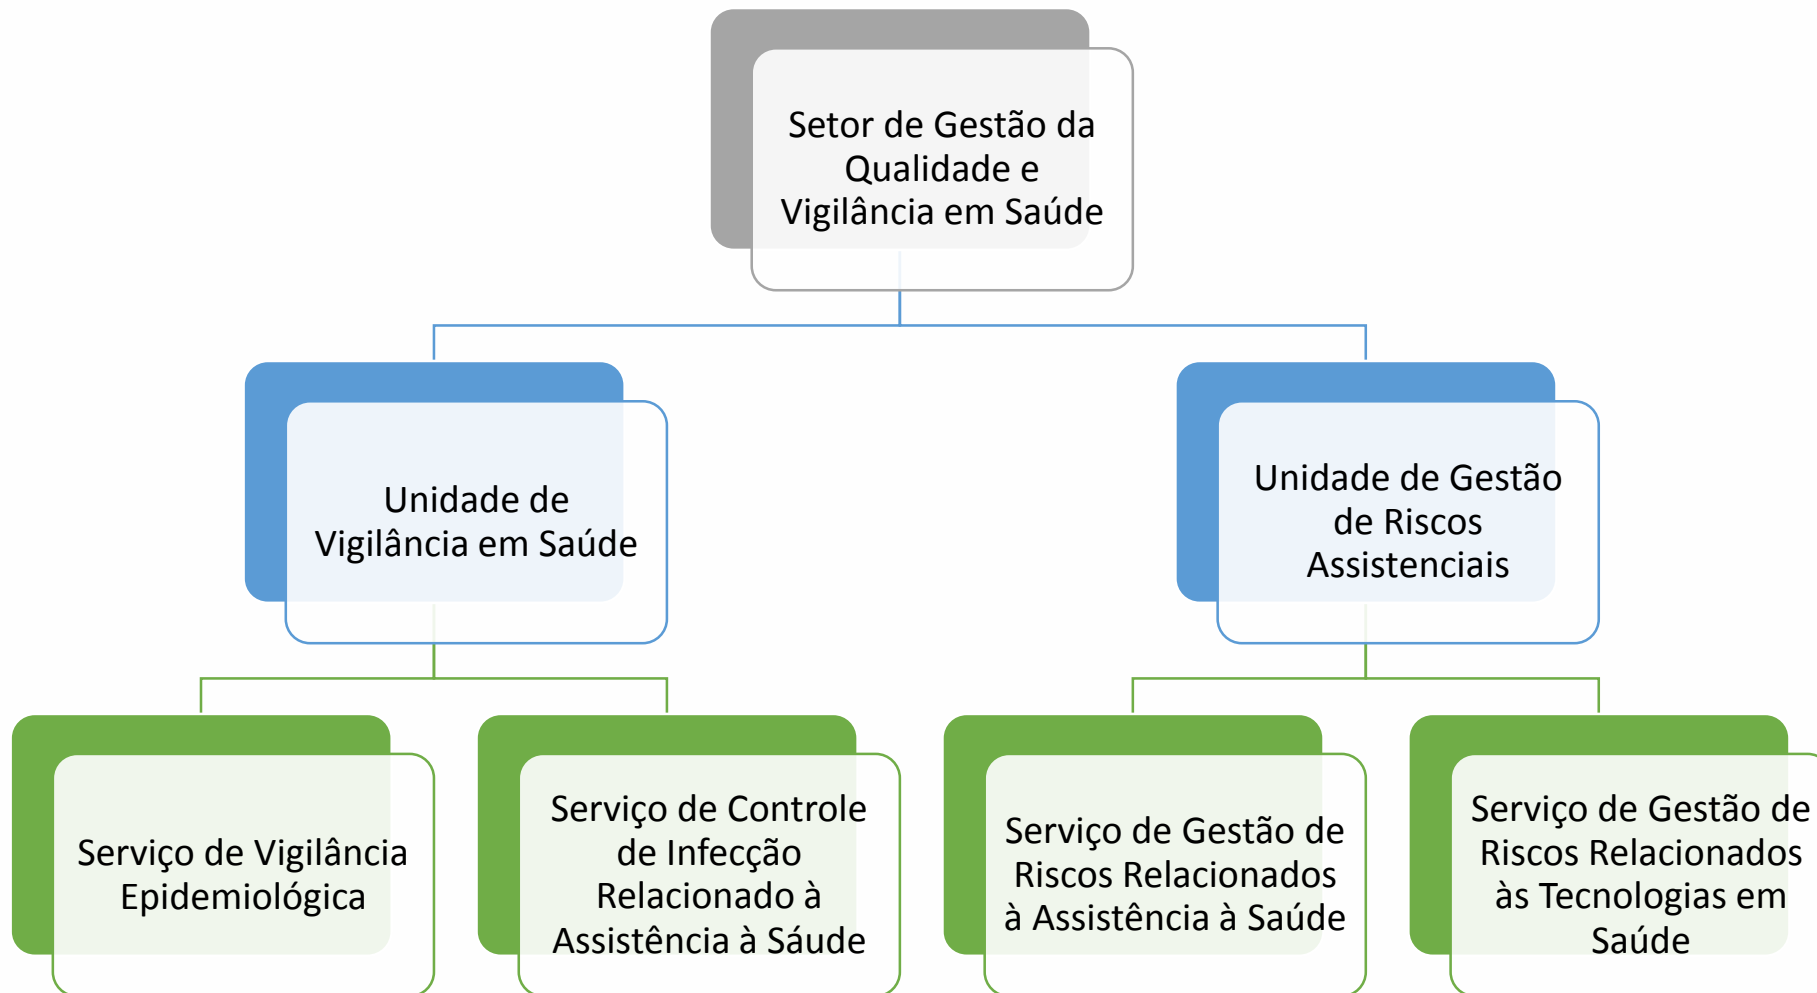 Setor de Gestão da
Qualidade e
Vigilância em Saúde
Unidade de
Vigilância em Saúde
Unidade de Gestão
de Riscos
Assistenciais
Serviço de Vigilância
Epidemiológica
Serviço de Controle
de Infecção
Relacionado à
Assistência à Sáude
Serviço de Gestão de
Riscos Relacionados
à Assistência à Saúde
Serviço de Gestão de
Riscos Relacionados
às Tecnologias em
Saúde